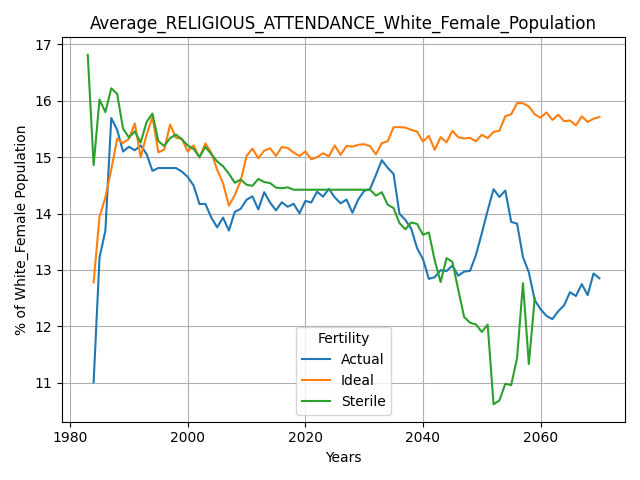 Average_RELIGIOUS_ATTENDANCE_White_Female_Population
% of White_Female Population
17
16
15
14
13
12
11
Fertility
Actual
Ideal
Sterile
1980
2000
2020
2040
2060
Years